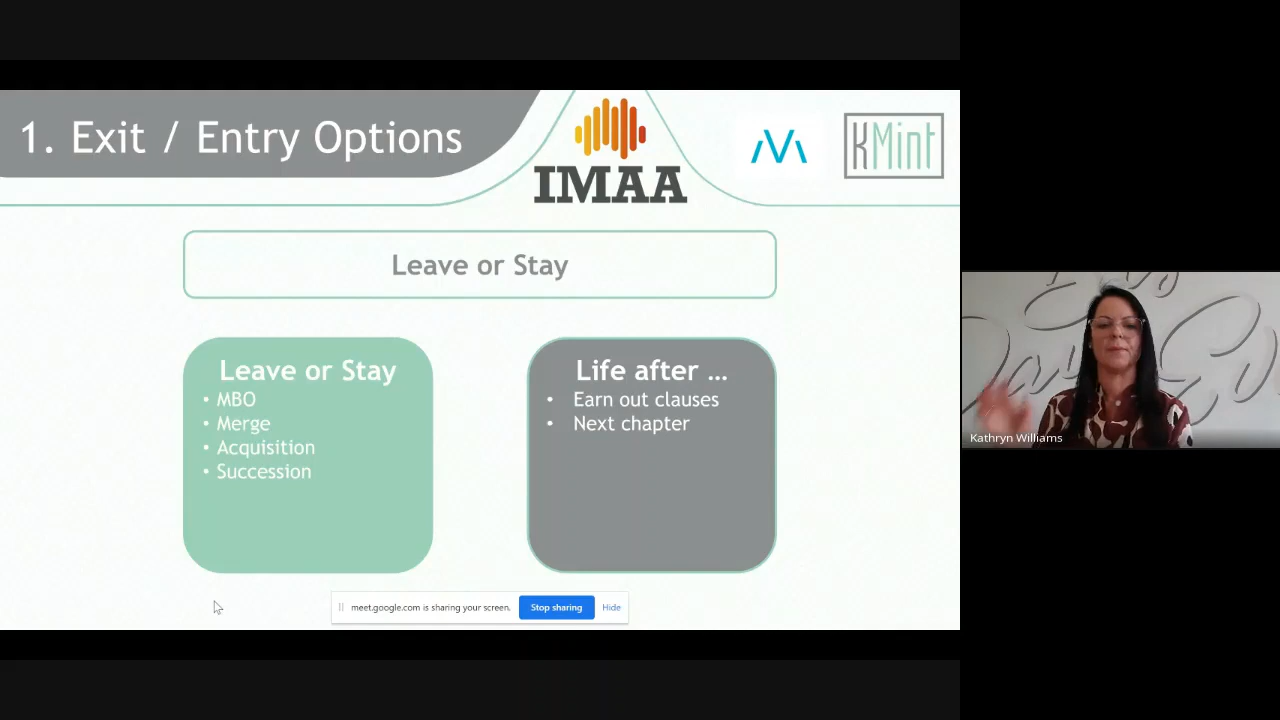 1. Exit / Entry Options
IMAA
KMint
Leave or Stay
Leave or Stay
• MBO
• Merge
• Acquisition
• Succession
Life after ...
• Earn out clauses
• Next chapter
meet.google.com is sharing your screen.
Stop sharing
Hide
Kathryn Williams